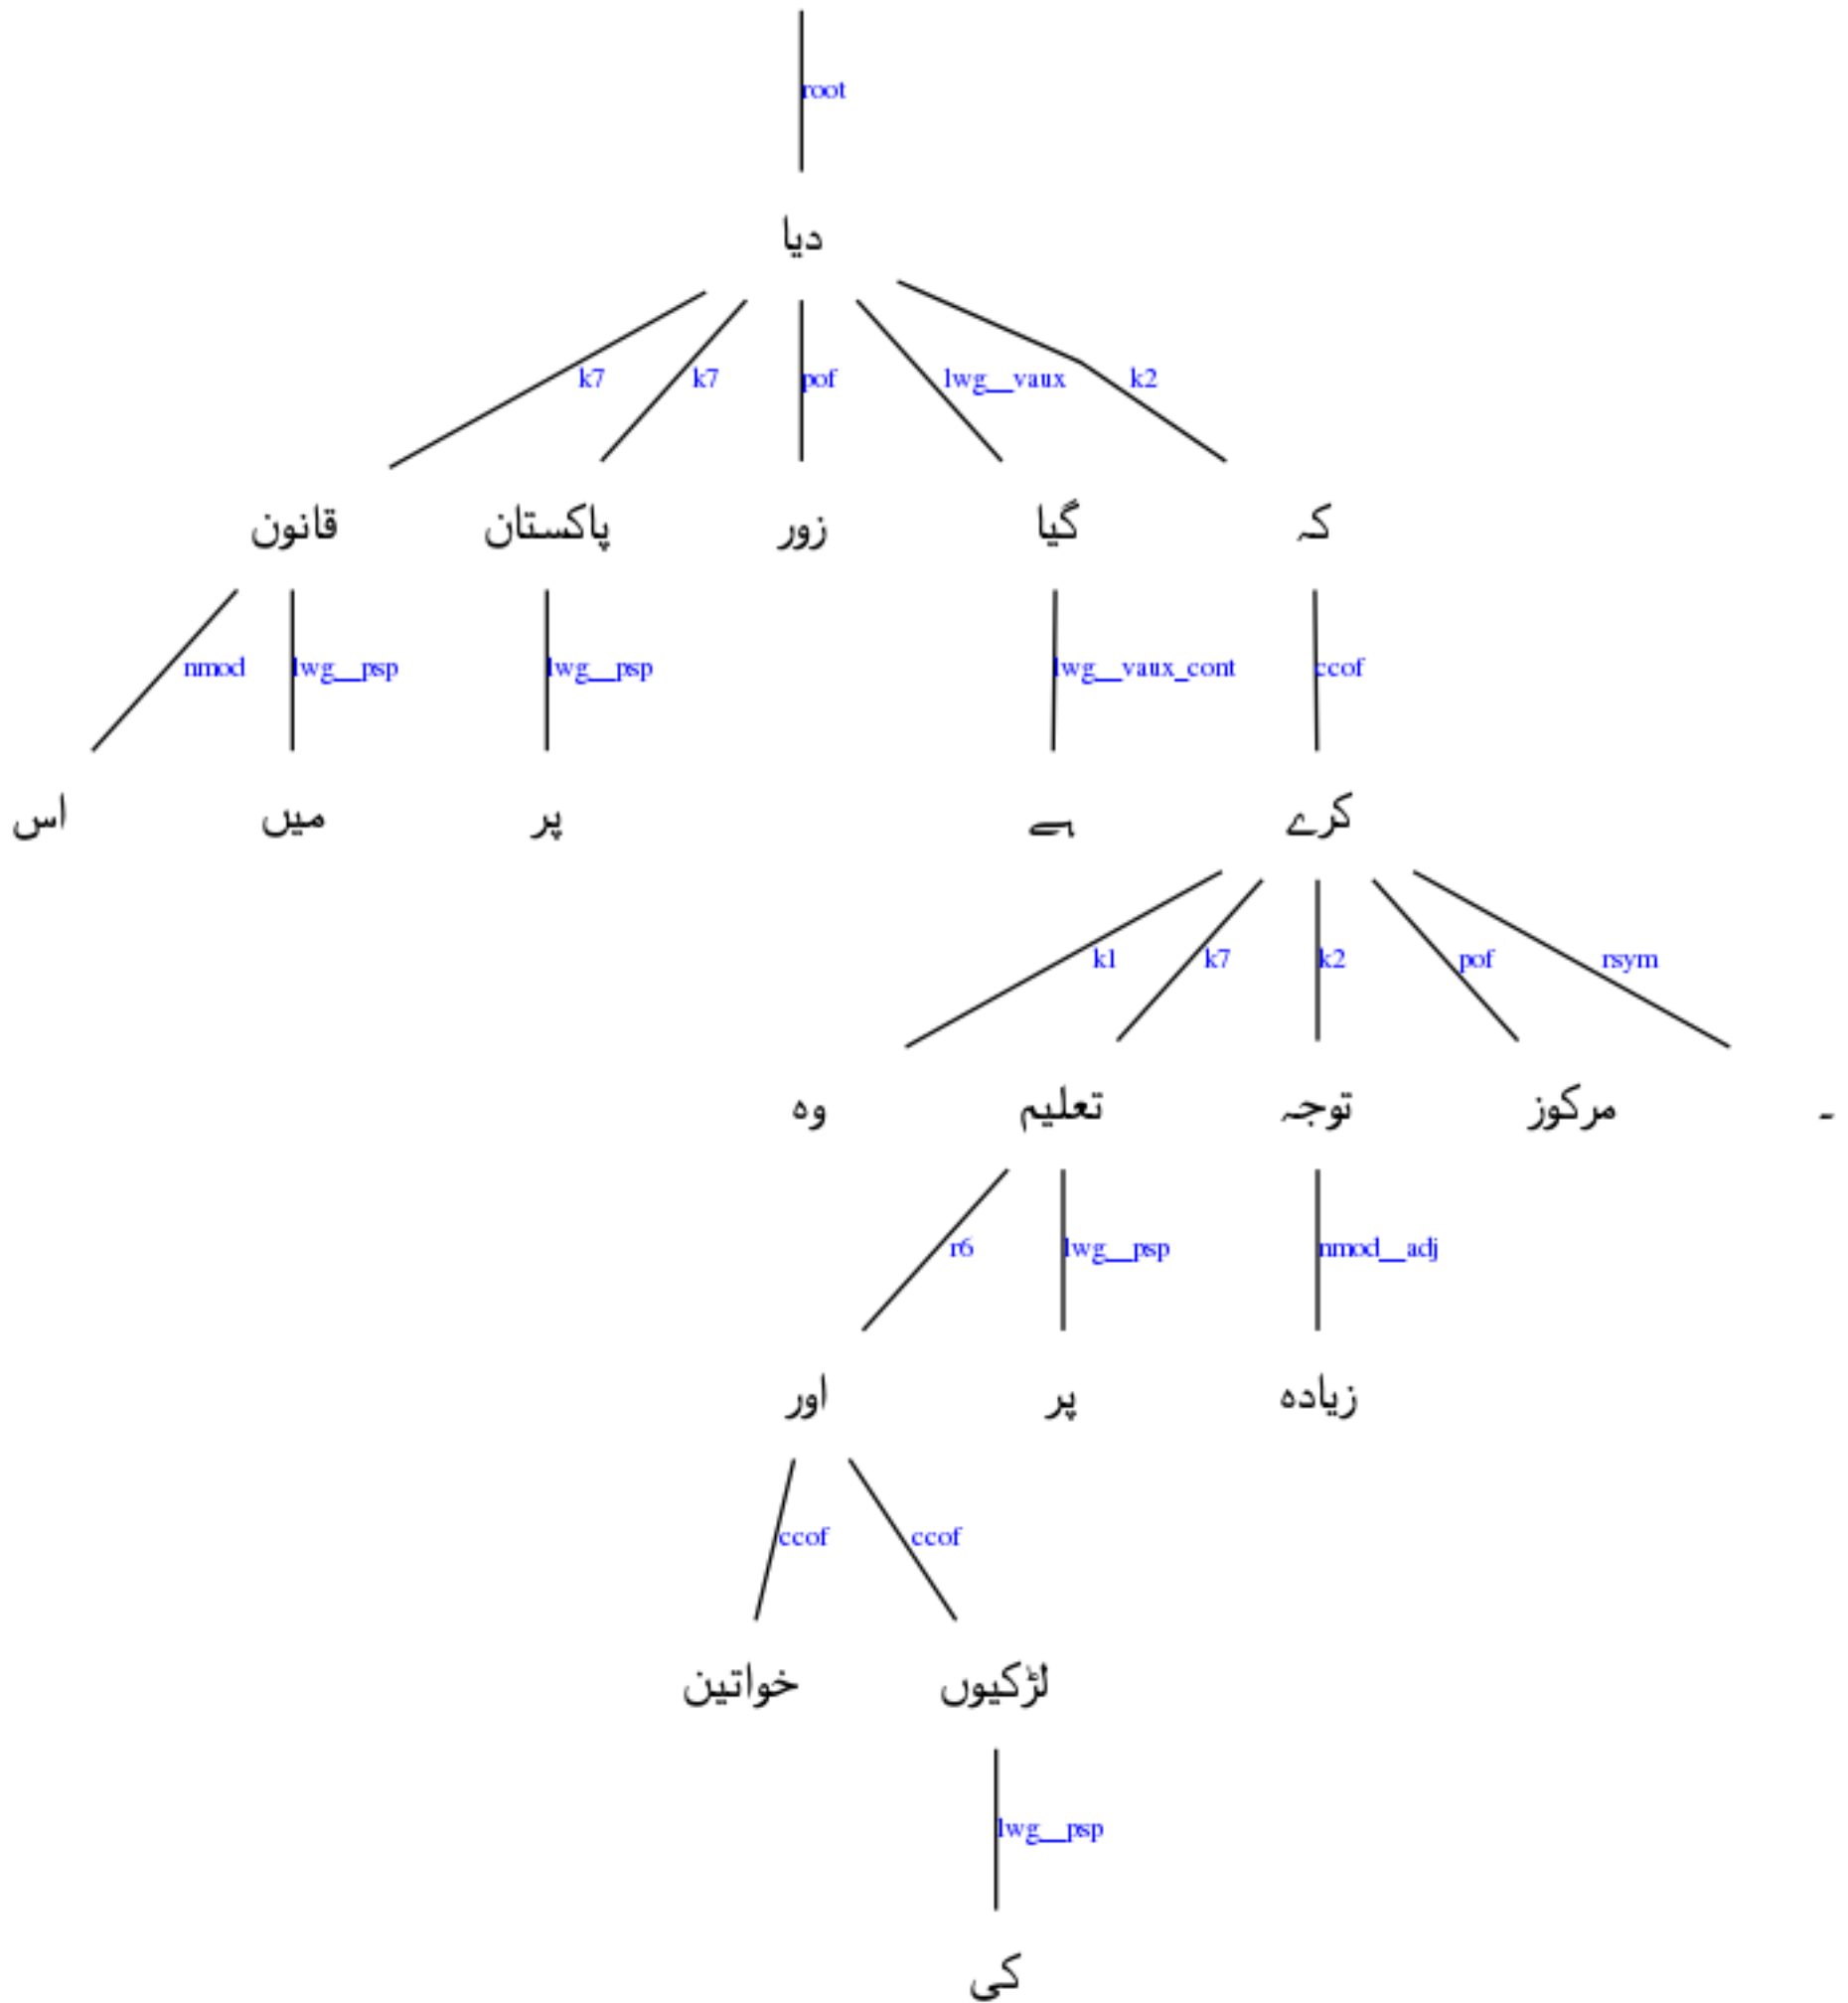 root
دیا
k7 k7 pof lwg__vaux k2
قانون پاکستان زور گیا کہ
nmod lwg__psp lwg__psp lwg__vaux_cont ccof
اس میں پر ہے کرے
k1 k7 k2 pof rsym
وہ تعلیم توجہ مرکوز ۔
r6 lwg__psp nmod__adj
اور پر زیادہ
ccof ccof
خواتین لڑکیوں
lwg__psp
کی